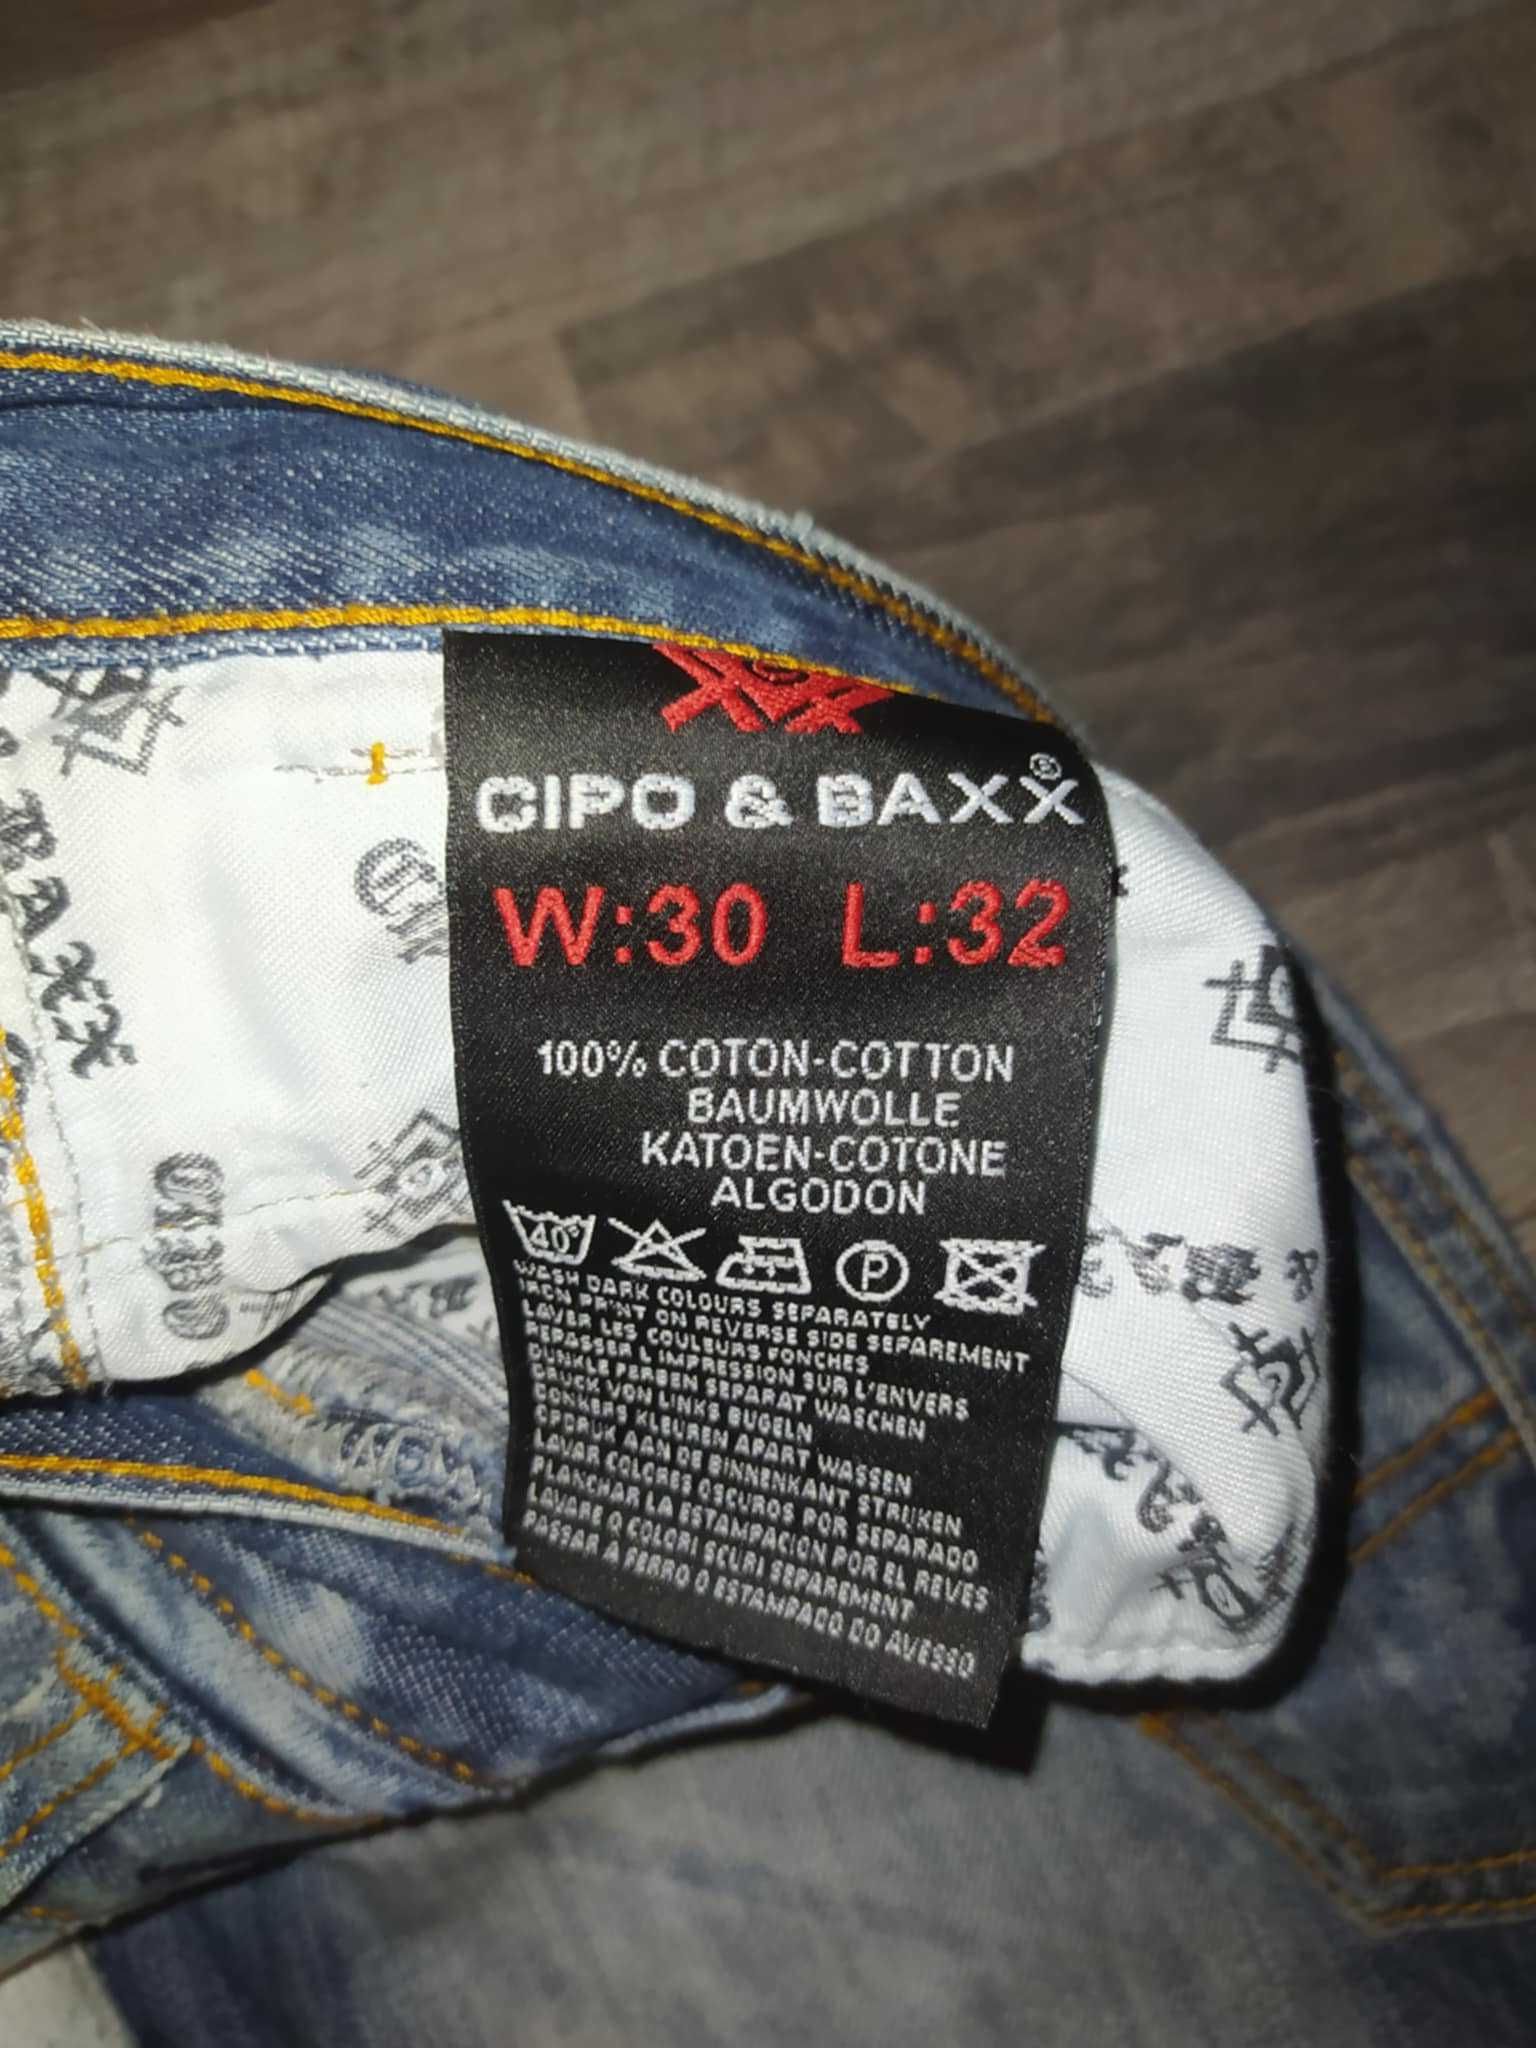 CIPO & BAXX®
W:30 L:32
100% COTON-COTTON
BAUMWOLLE
KATOEN-COTONE
ALGODON
40°
P
WASH DARK COLOURS SEPARATELY
IRON PRINT ON REVERSE SIDE SEPAREMENT
LAVER LES COULEURS FONCHES
REPASSER L IMPRESSION SUR L'ENVERS
DUNKLE FERBEN SEPARAT WASCHEN
DRUCK VON LINKS BUGELN
DONKERS KLEUREN APART WASSEN
OPDRUK AAN DE BINNENKANT STRIJKEN
LAVAR COLORES OSCUROS POR SEPARADO
PLANCHAR LA ESTAMPACION POR EL REVES
LAVARE O COLORI SCURI SEPAREMENT
PASSAR A FERRO O ESTAMPADO DO AVESSO
BAXX